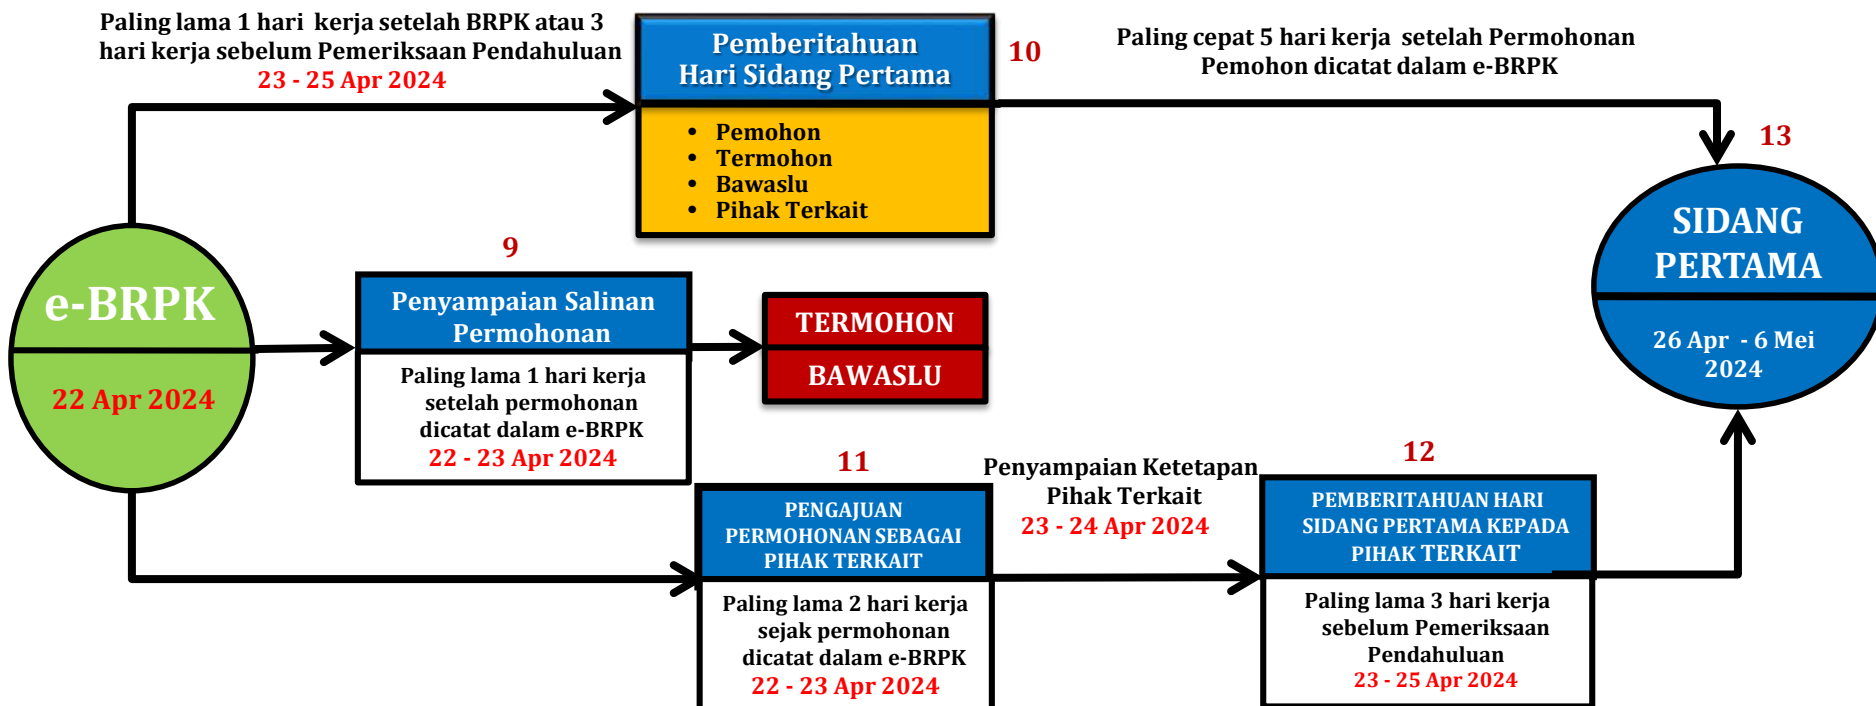 Paling lama 1 hari kerja setelah BRPK atau 3
hari kerja sebelum Pemeriksaan Pendahuluan
23 - 25 Apr 2024
Pemberitahuan
Hari Sidang Pertama
• Pemohon
• Termohon
• Bawaslu
• Pihak Terkait
10
Paling cepat 5 hari kerja setelah Permohonan
Pemohon dicatat dalam e-BRPK
13
SIDANG
PERTAMA
26 Apr - 6 Mei
2024
e-BRPK
22 Apr 2024
9
Penyampaian Salinan
Permohonan
Paling lama 1 hari kerja
setelah permohonan
dicatat dalam e-BRPK
22 - 23 Apr 2024
TERMOHON
BAWASLU
11
PENGAJUAN
PERMOHONAN SEBAGAI
PIHAK TERKAIT
Paling lama 2 hari kerja
sejak permohonan
dicatat dalam e-BRPK
22 - 23 Apr 2024
Penyampaian Ketetapan
Pihak Terkait
23 - 24 Apr 2024
12
PEMBERITAHUAN HARI
SIDANG PERTAMA KEPADA
PIHAK TERKAIT
Paling lama 3 hari kerja
sebelum Pemeriksaan
Pendahuluan
23 - 25 Apr 2024